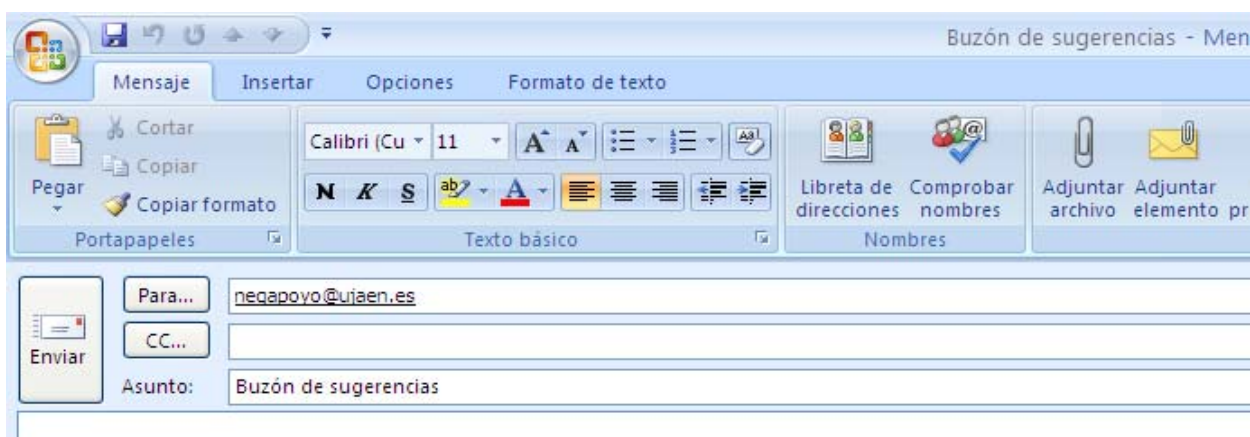 Buzón de sugerencias - Men
Mensaje Insertar Opciones Formato de texto
Pegar
Cortar
Copiar
Copiar formato
Portapapeles
Calibri (Cu 11
N K S
Texto básico
Libreta de direcciones
Comprobar nombres
Nombres
Adjuntar archivo
Adjuntar elemento
pr
Enviar
Para... negapoyo@ujaen.es
CC...
Asunto: Buzón de sugerencias